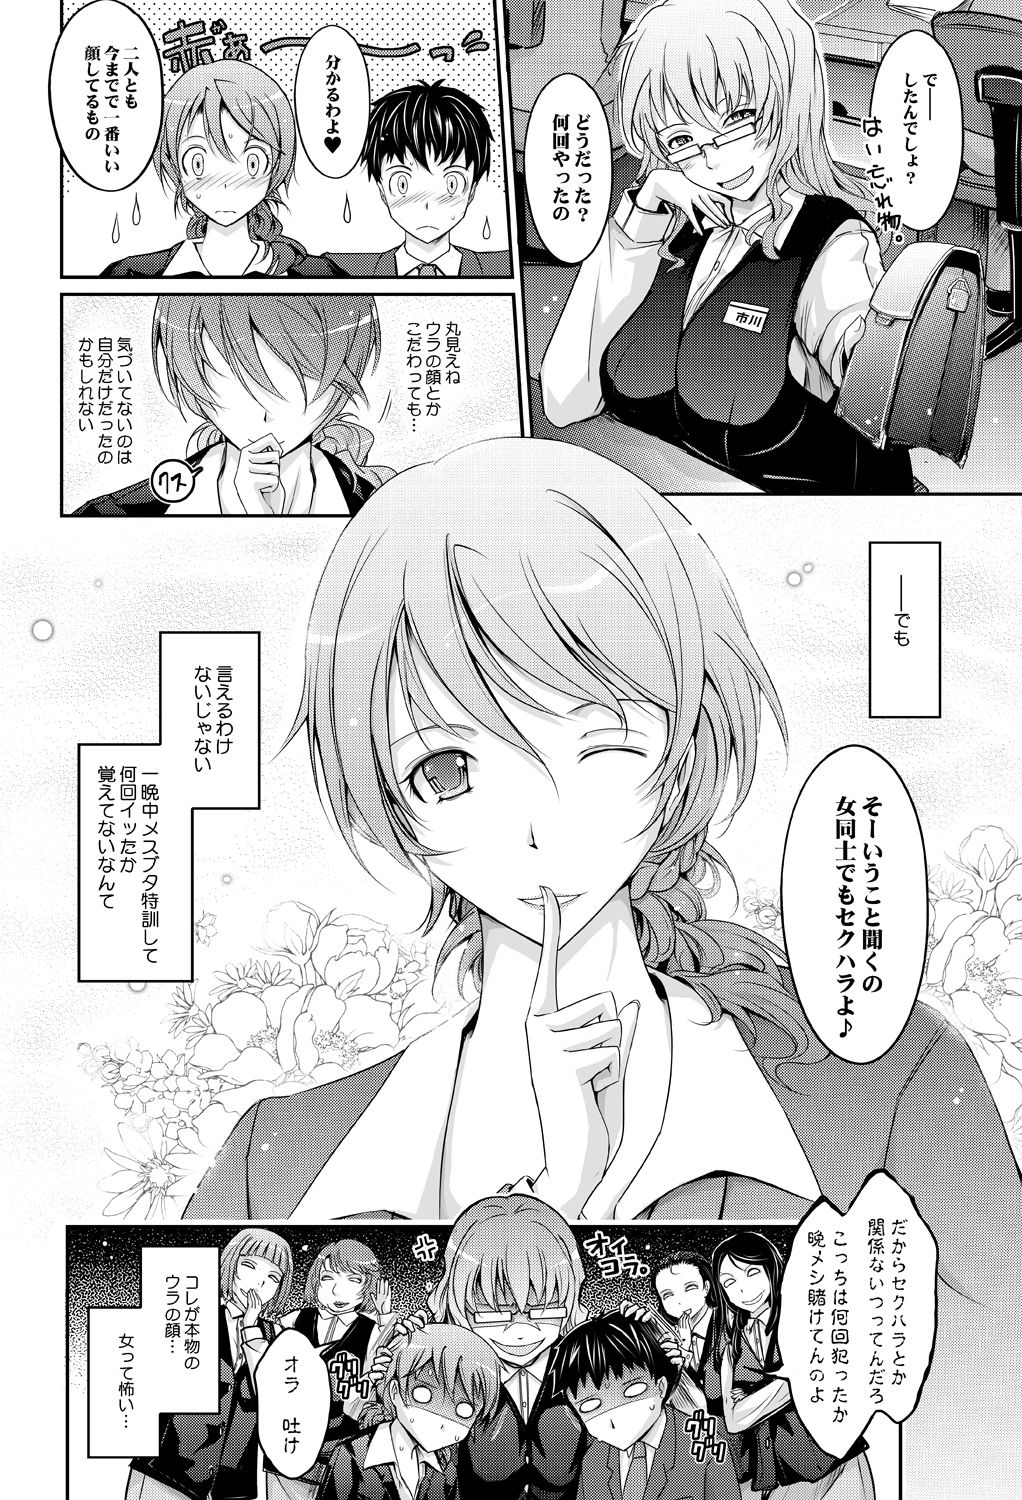 で──
したんでしょ?
はい忘れ物。
どうだった?
何回やったの
市川
分かるわよ♥
二人とも
今までで一番いい
顔してるもの
赤ぁーーっ
丸見えね
ウラの顔とか
こだわっても…
気づいてないのは
自分だけだったの
かもしれない
クス
──でも
そーいうこと聞くの
女同士でもセクハラよ♪
言えるわけ
ないじゃない
一晩中メスブタ特訓して
何回イッたか
覚えてないなんて
だからセクハラとか
関係ないってんだろ
こっちは何回犯ったか
晩メシ賭けてんのよ
オイ
コラ。
グリ
グリ
オラ 吐け
グリ
グリ
コレが本物の
ウラの顔…
女って怖い…